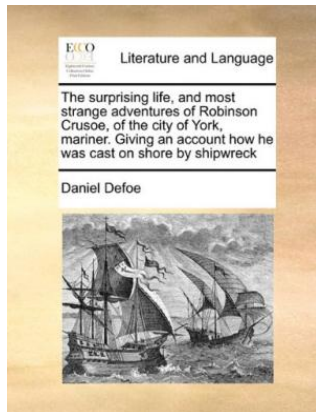 ECCO
Literature and Language
The surprising life, and most
strange adventures of Robinson
Crusoe, of the city of York,
mariner. Giving an account how he
was cast on shore by shipwreck
Daniel Defoe